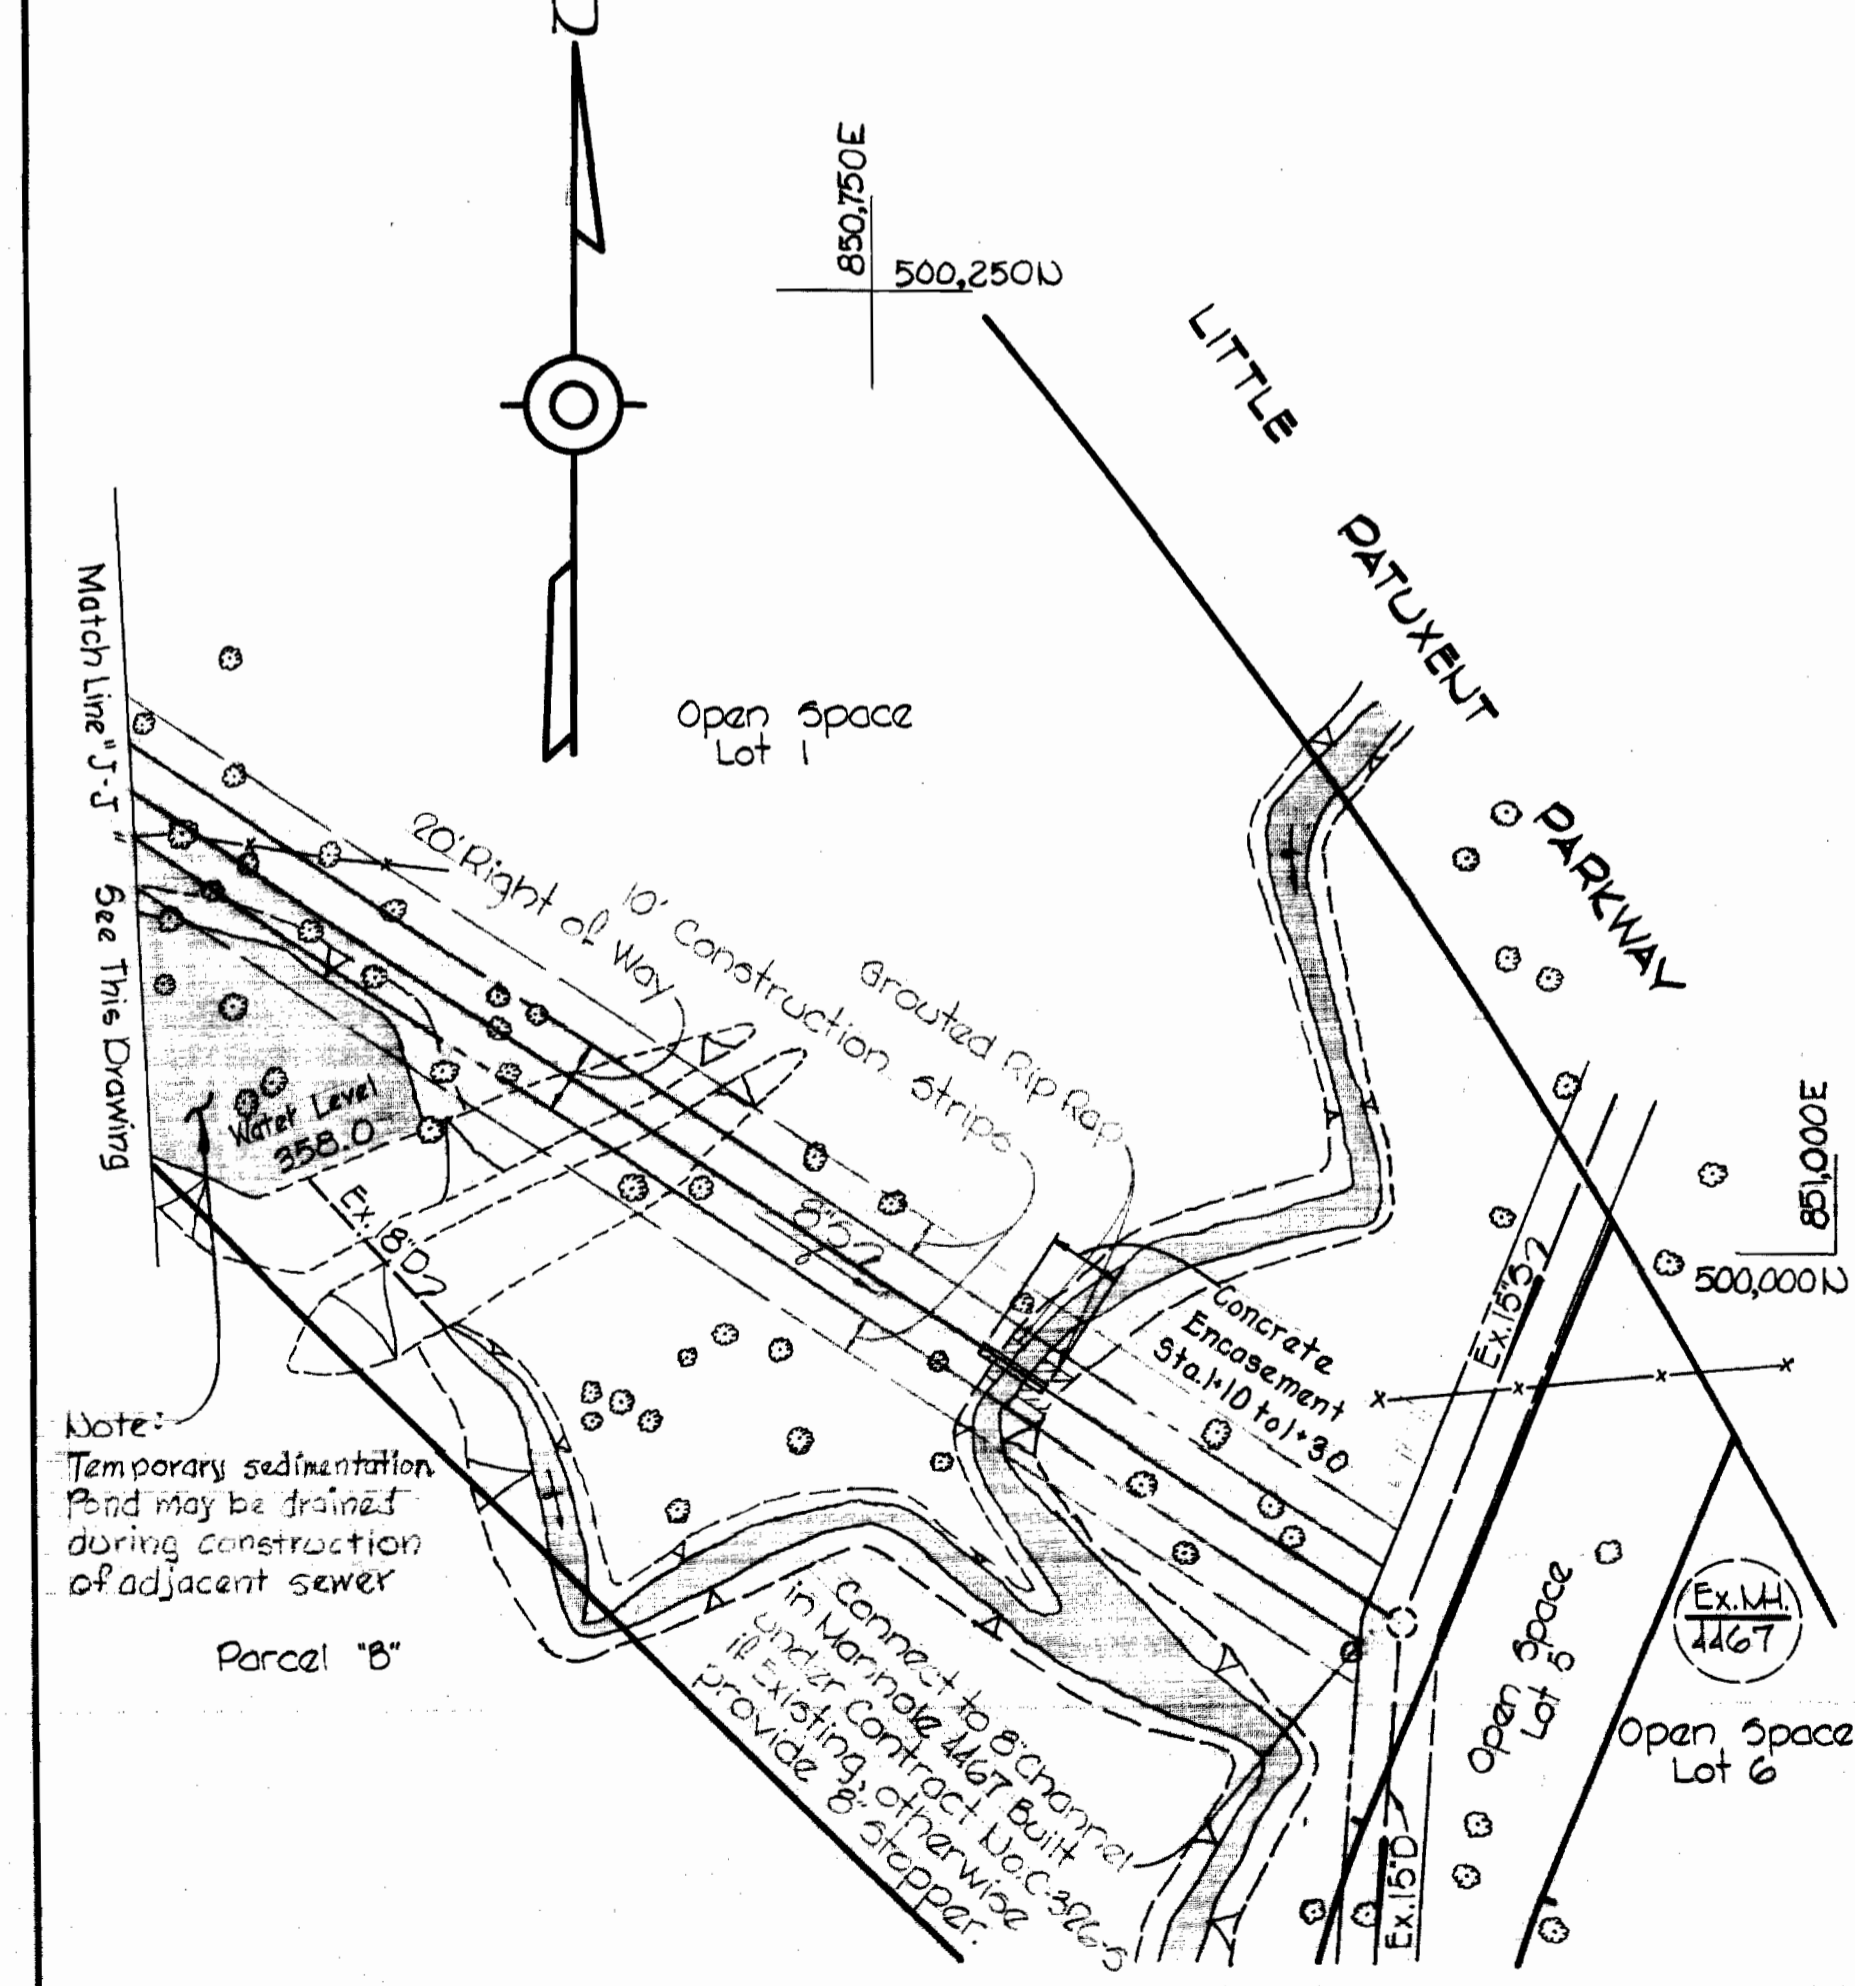 850,750E
500,250N
LITTLE
PATUXENT
PARKWAY
Match Line "J-J" See This Drawing
Open Space
Lot 1
20' Right of Way
10' Construction Strips
Grouted Rip Rap
Water Level
358.0
Ex. 8"D
8"S
Concrete
Encasement
Sta.1+10 to 1+30
Ex.15"S
851,000E
500,000N
Note:
Temporary sedimentation
Pond may be drained
during construction
of adjacent sewer
Parcel "B"
Connect to 8" Channel
in Manhole 4467 Built
under Contract No.C-386-S
if Existing; otherwise
provide 8" Stopper.
Ex.15"D
Open Space
Lot 5
Ex.M.H.
4467
Open Space
Lot 6